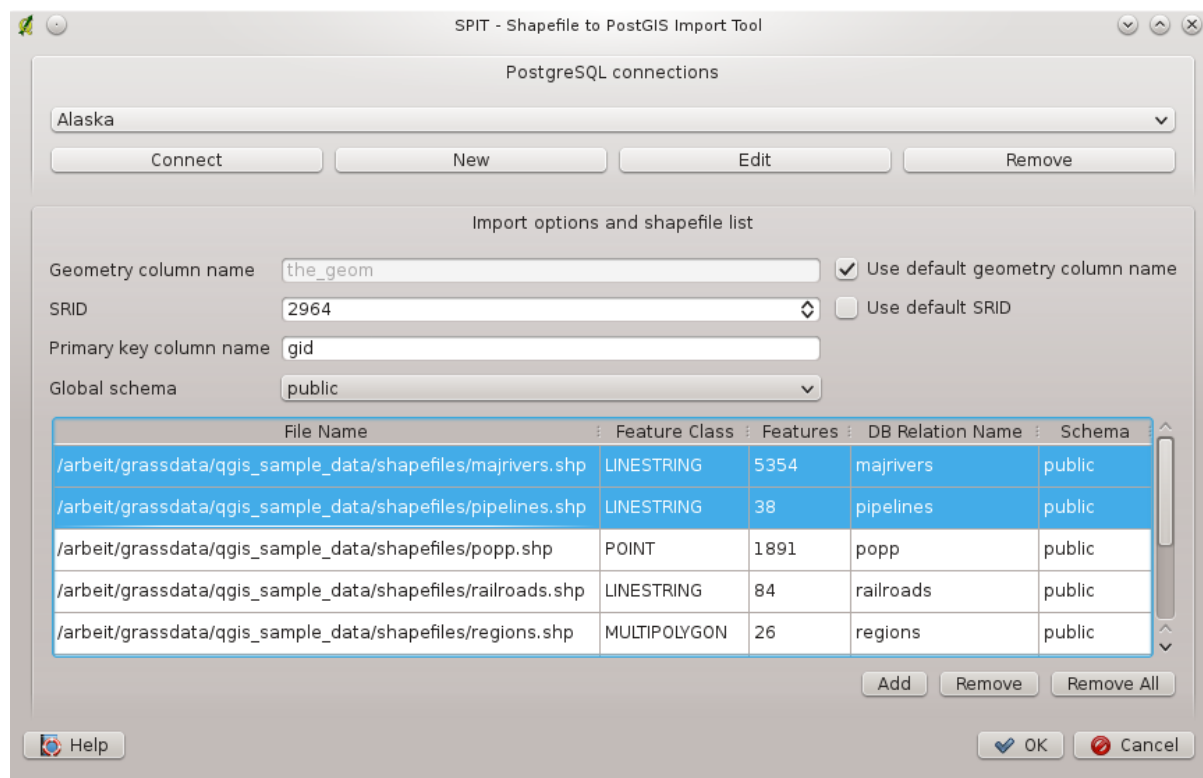 SPIT - Shapefile to PostGIS Import Tool
PostgreSQL connections
Alaska
Connect New Edit Remove
Import options and shapefile list
Geometry column name the_geom Use default geometry column name
SRID 2964 Use default SRID
Primary key column name gid
Global schema public
File Name Feature Class Features DB Relation Name Schema
/arbeit/grassdata/qgis_sample_data/shapefiles/majrivers.shp LINESTRING 5354 majrivers public
/arbeit/grassdata/qgis_sample_data/shapefiles/pipelines.shp LINESTRING 38 pipelines public
/arbeit/grassdata/qgis_sample_data/shapefiles/popp.shp POINT 1891 popp public
/arbeit/grassdata/qgis_sample_data/shapefiles/railroads.shp LINESTRING 84 railroads public
/arbeit/grassdata/qgis_sample_data/shapefiles/regions.shp MULTIPOLYGON 26 regions public
Add Remove Remove All
Help OK Cancel